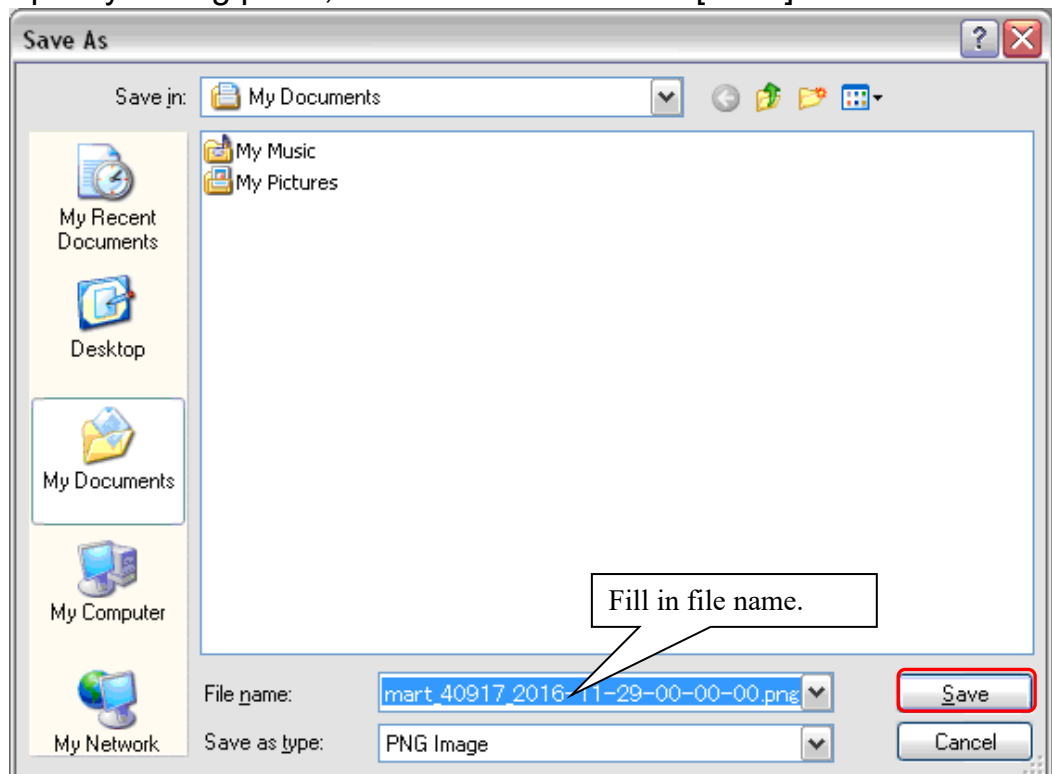 Save As
Save in:
My Documents
My Music
My Pictures
My Recent
Documents
Desktop
My Documents
My Computer
My Network
Fill in file name.
File name:
mart_40917_2016-11-29-00-00-00.png
Save
Save as type:
PNG Image
Cancel